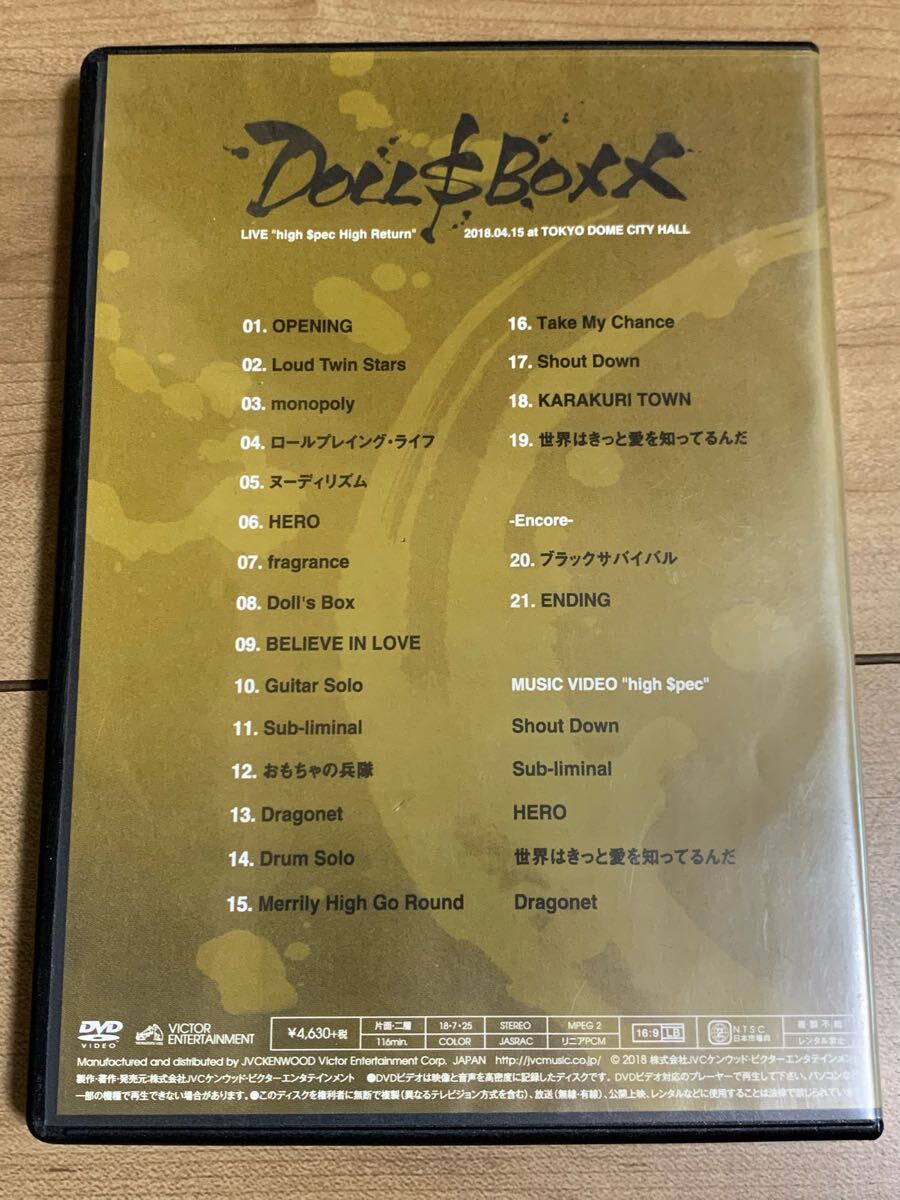 DOLL$BOXX
LIVE "high $pec High Return" 2018.04.15 at TOKYO DOME CITY HALL
01. OPENING
02. Loud Twin Stars
03. monopoly
04. ロールプレイング・ライフ
05. ヌーディリズム
06. HERO
07. fragrance
08. Doll's Box
09. BELIEVE IN LOVE
10. Guitar Solo
11. Sub-liminal
12. おもちゃの兵隊
13. Dragonet
14. Drum Solo
15. Merrily High Go Round
16. Take My Chance
17. Shout Down
18. KARAKURI TOWN
19. 世界はきっと愛を知ってるんだ
-Encore-
20. ブラックサバイバル
21. ENDING
MUSIC VIDEO "high $pec"
Shout Down
Sub-liminal
HERO
世界はきっと愛を知ってるんだ
Dragonet
DVD VIDEO
VICTOR ENTERTAINMENT
¥4,630+税
片面・二層 18・7・25 STEREO MPEG 2
116min. COLOR JASRAC リニアPCM
16:9 LB
2 NTSC 日本市場向
複製不能
レンタル禁止
Manufactured and distributed by JVCKENWOOD Victor Entertainment Corp. JAPAN http://jvcmusic.co.jp/ © 2018 株式会社JVCケンウッド・ビクターエンタテインメント
製作・著作・発売元:株式会社JVCケンウッド・ビクターエンタテインメント ●DVDビデオは映像と音声を高密度に記録したディスクです。DVDビデオ対応のプレーヤーで再生して下さい。パソコンなど
一部の機種で再生できない場合があります。●このディスクを権利者に無断で複製(異なるテレビジョン方式を含む)、放送(無線・有線)、公開上映、レンタルなどに使用することは法律で禁じられています